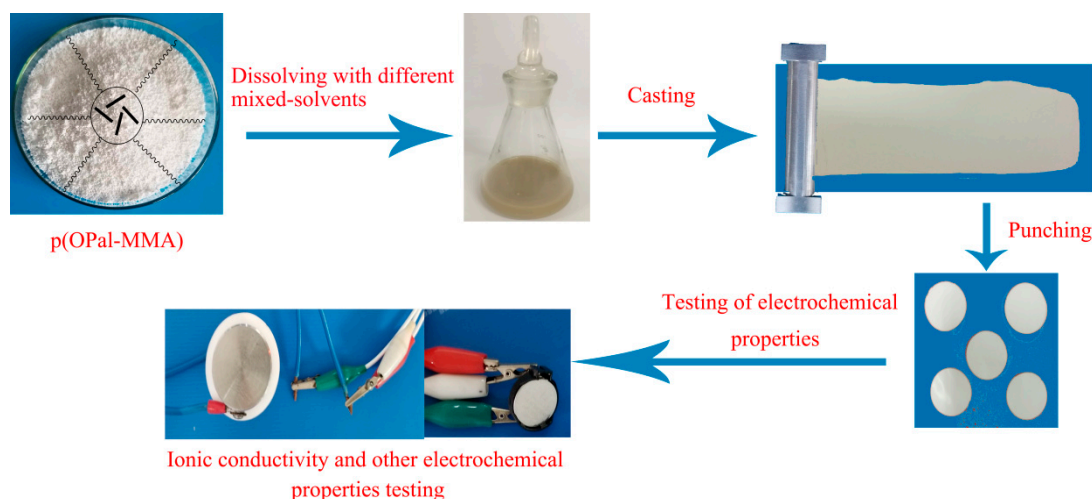 Dissolving with different
mixed-solvents
Casting
p(OPal-MMA)
Punching
Testing of electrochemical
properties
Ionic conductivity and other electrochemical
properties testing